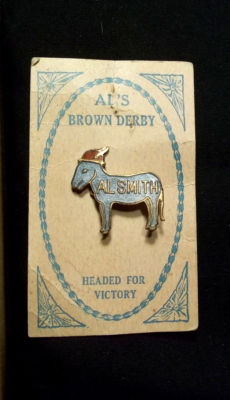 AL'S
BROWN DERBY
AL SMITH
HEADED FOR
VICTORY